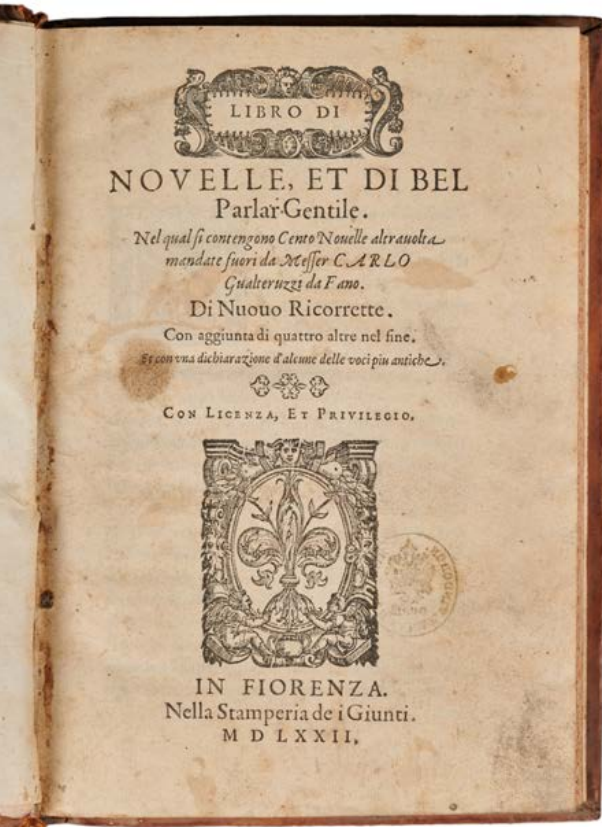 LIBRO DI
NOVELLE, ET DI BEL
Parlar Gentile.
Nel qual si contengono Cento Nouelle altrauolta
mandate fuori da Messer CARLO
Gualteruzzi da Fano.
Di Nuouo Ricorrette.
Con aggiunta di quattro altre nel fine.
Et con vna dichiarazione d'alcune delle voci piu antiche.
CON LICENZA, ET PRIVILEGIO.
IN FIORENZA.
Nella Stamperia de i Giunti.
MDLXXII.